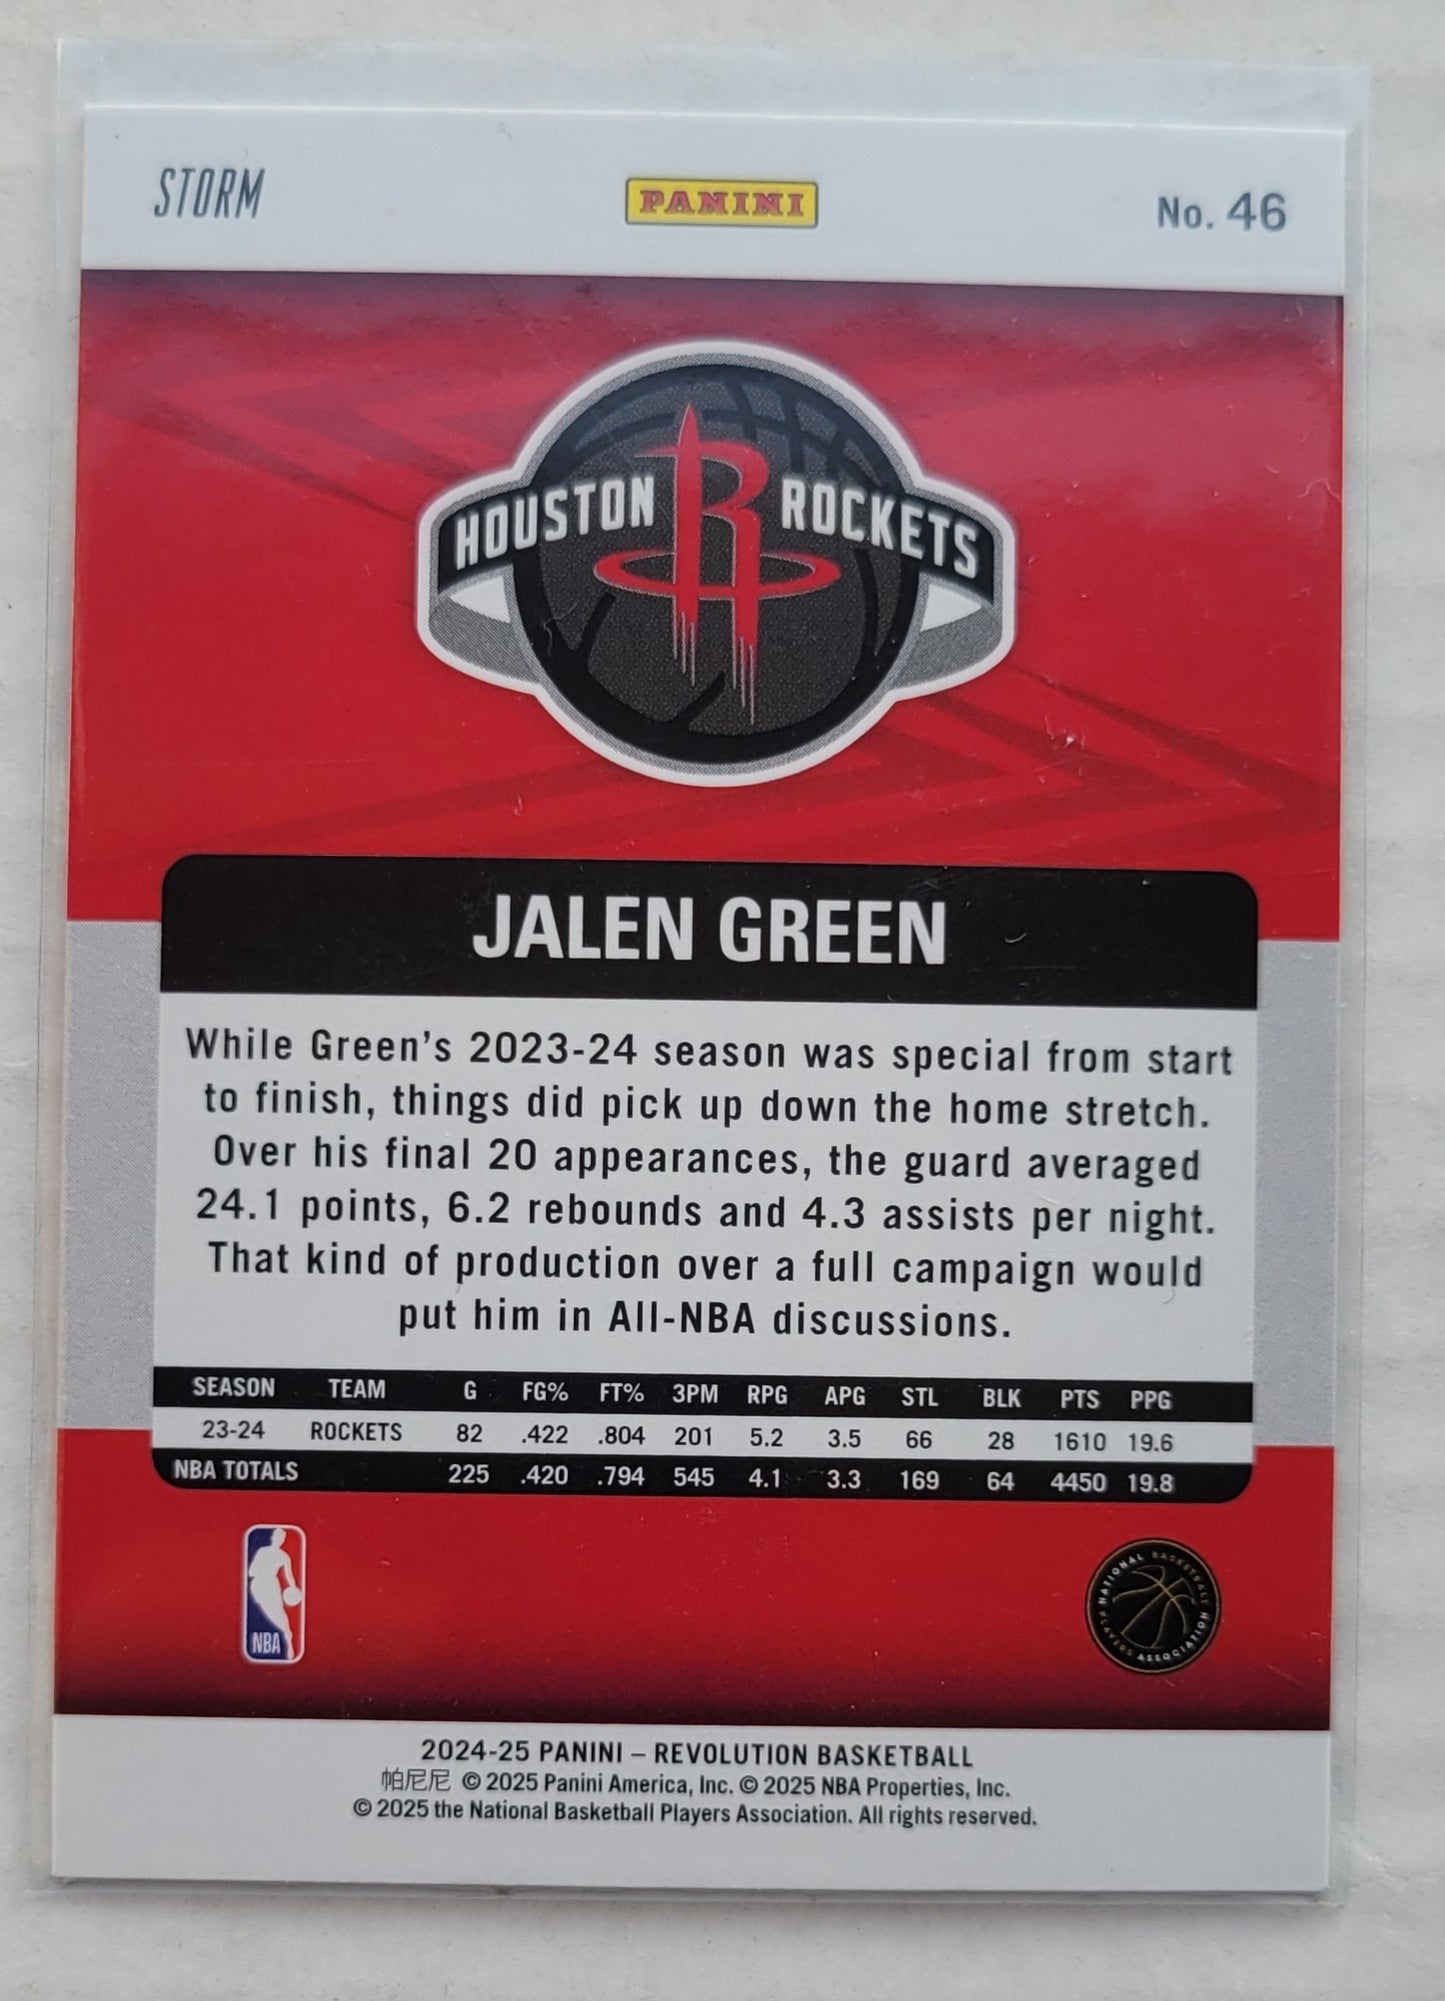 STORM
PANINI
No. 46
HOUSTON ROCKETS
JALEN GREEN
While Green's 2023-24 season was special from start
to finish, things did pick up down the home stretch.
Over his final 20 appearances, the guard averaged
24.1 points, 6.2 rebounds and 4.3 assists per night.
That kind of production over a full campaign would
put him in All-NBA discussions.
SEASON TEAM G FG% FT% 3PM RPG APG STL BLK PTS PPG
23-24 ROCKETS 82 .422 .804 201 5.2 3.5 66 28 1610 19.6
NBA TOTALS 225 .420 .794 545 4.1 3.3 169 64 4450 19.8
NBA
NATIONAL BASKETBALL PLAYERS ASSOCIATION
2024-25 PANINI – REVOLUTION BASKETBALL
帕尼尼 © 2025 Panini America, Inc. © 2025 NBA Properties, Inc.
© 2025 the National Basketball Players Association. All rights reserved.